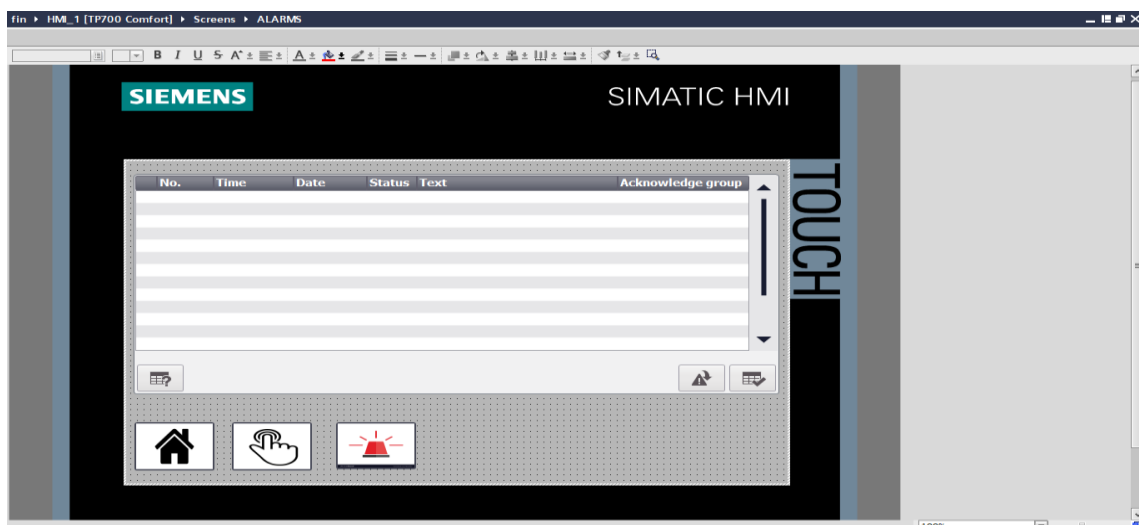 fin ▸ HMI_1 [TP700 Comfort] ▸ Screens ▸ ALARMS
B I U S A A
SIEMENS
SIMATIC HMI
TOUCH
No. Time Date Status Text Acknowledge group
?